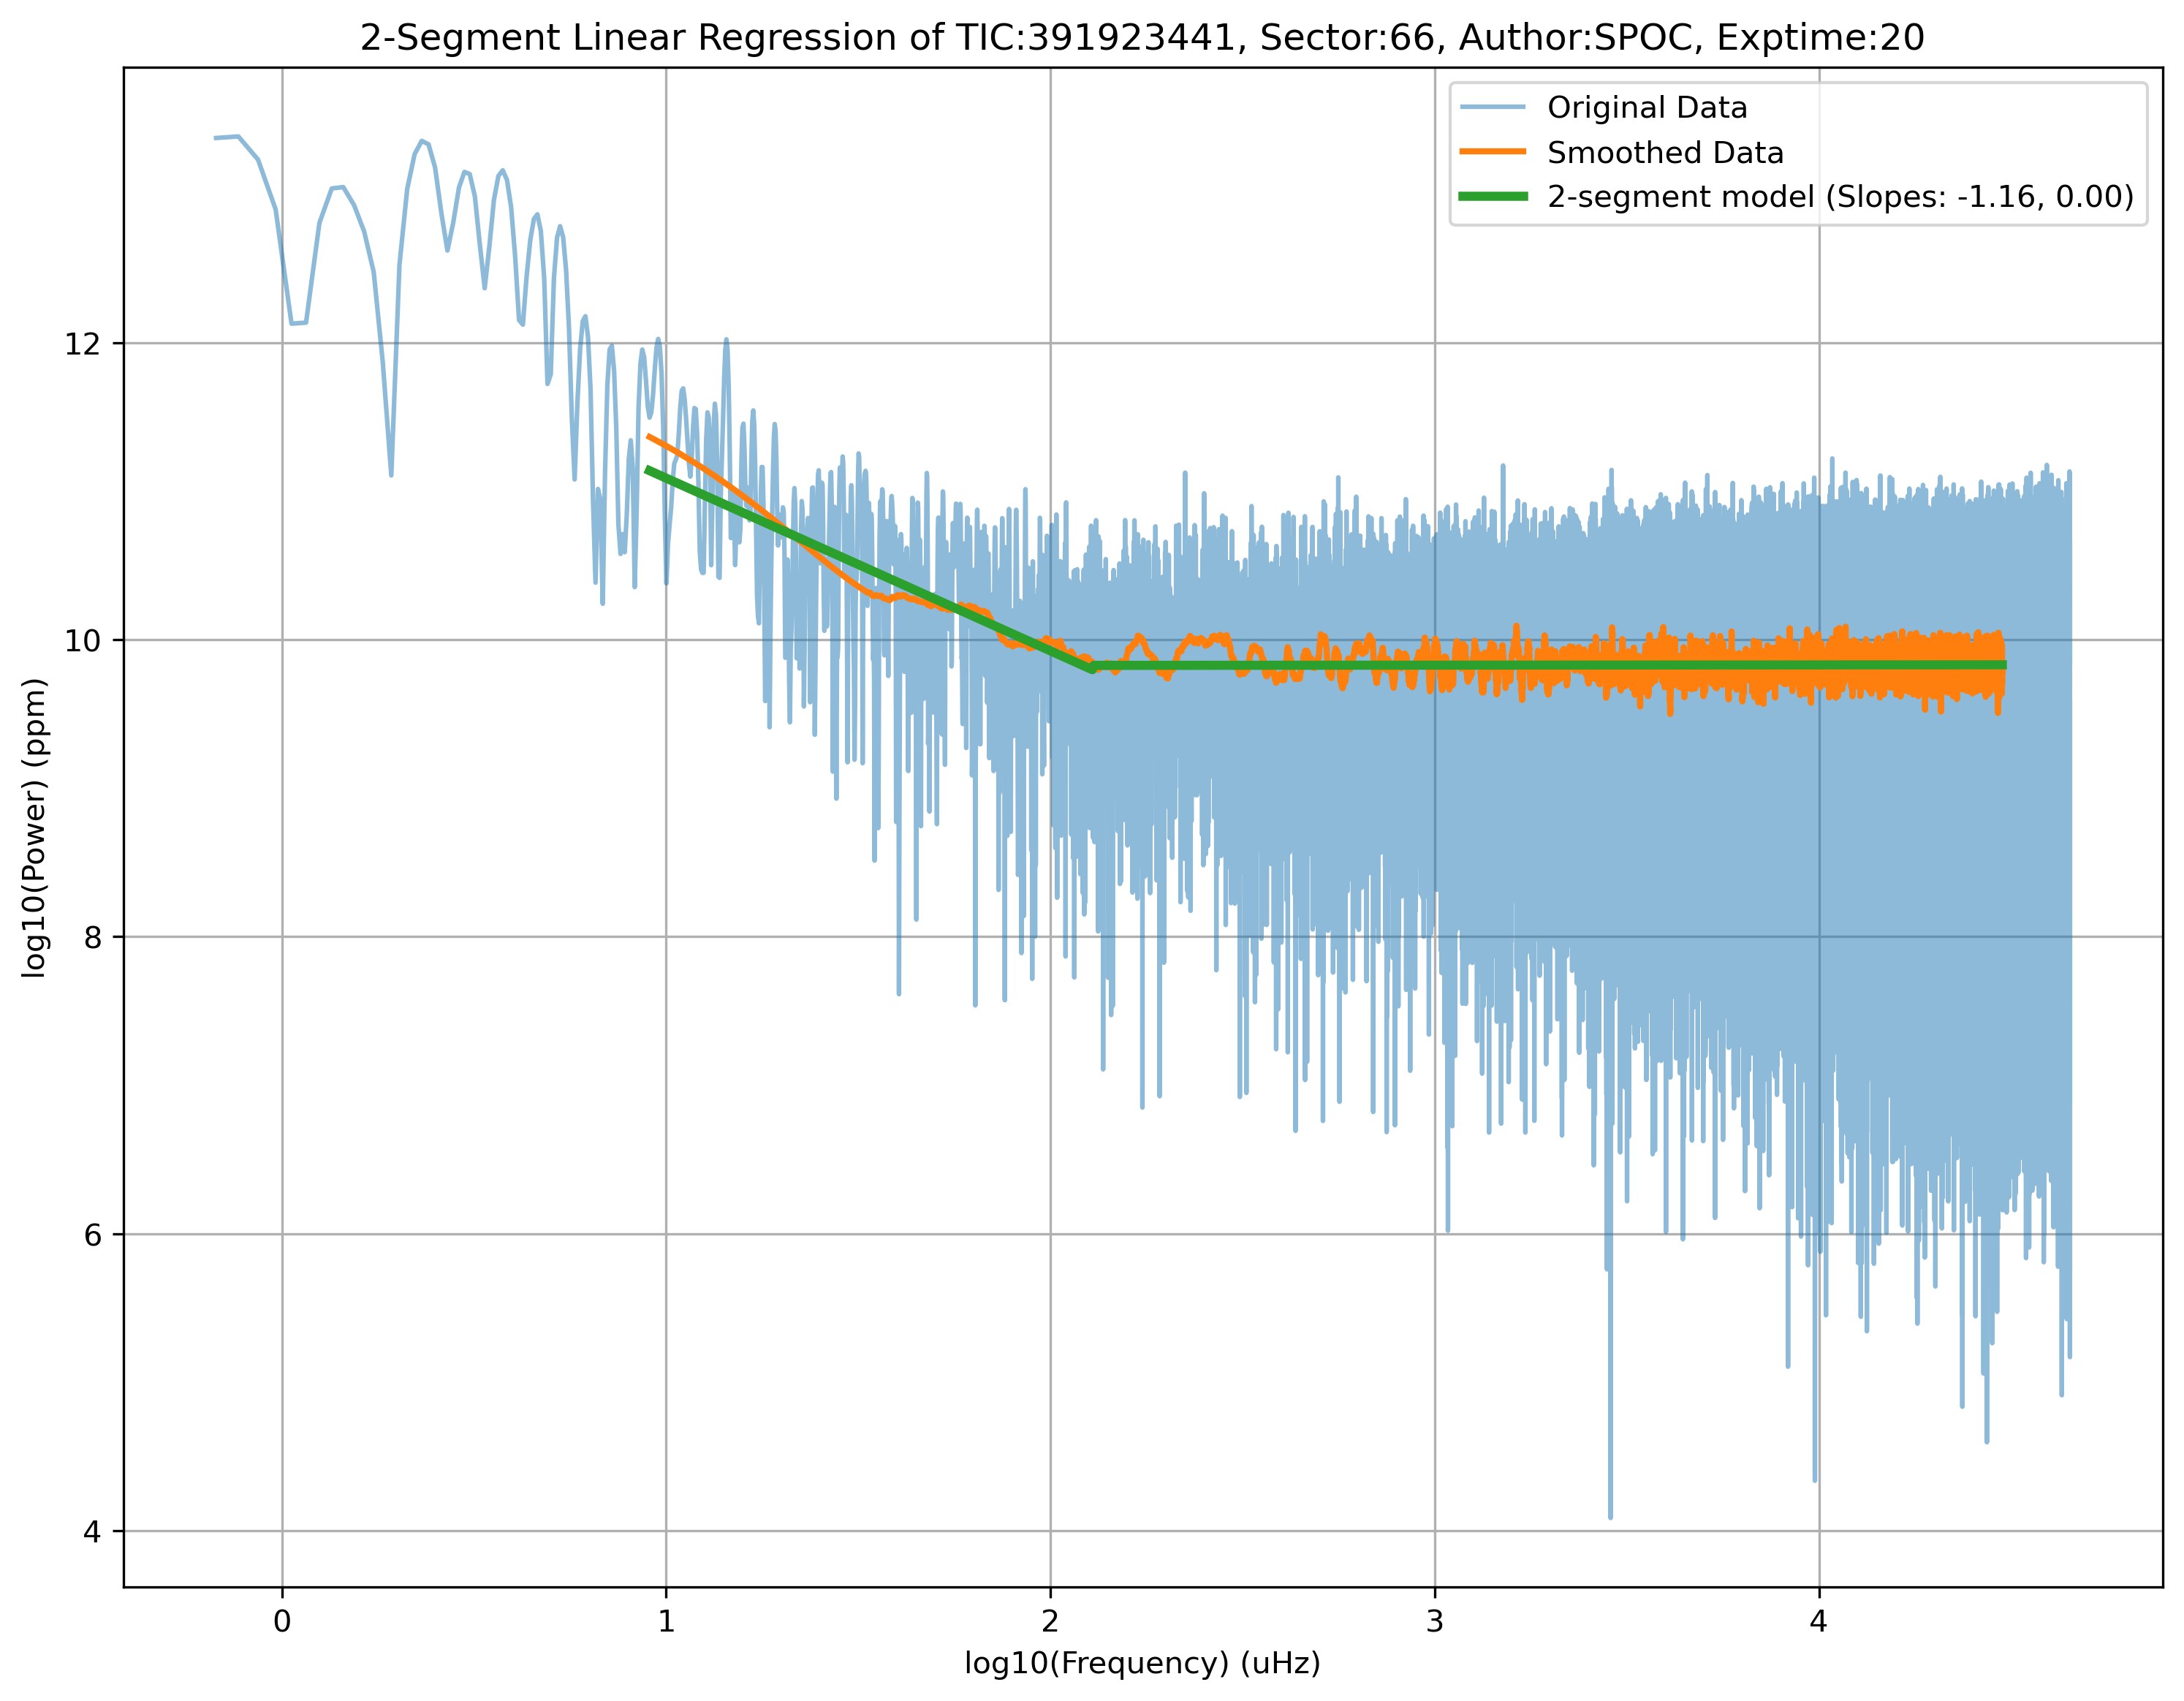 2-Segment Linear Regression of TIC:391923441, Sector:66, Author:SPOC, Exptime:20
Original Data
Smoothed Data
2-segment model (Slopes: -1.16, 0.00)
log10(Power) (ppm)
12
10
8
6
4
0 1 2 3 4
log10(Frequency) (uHz)